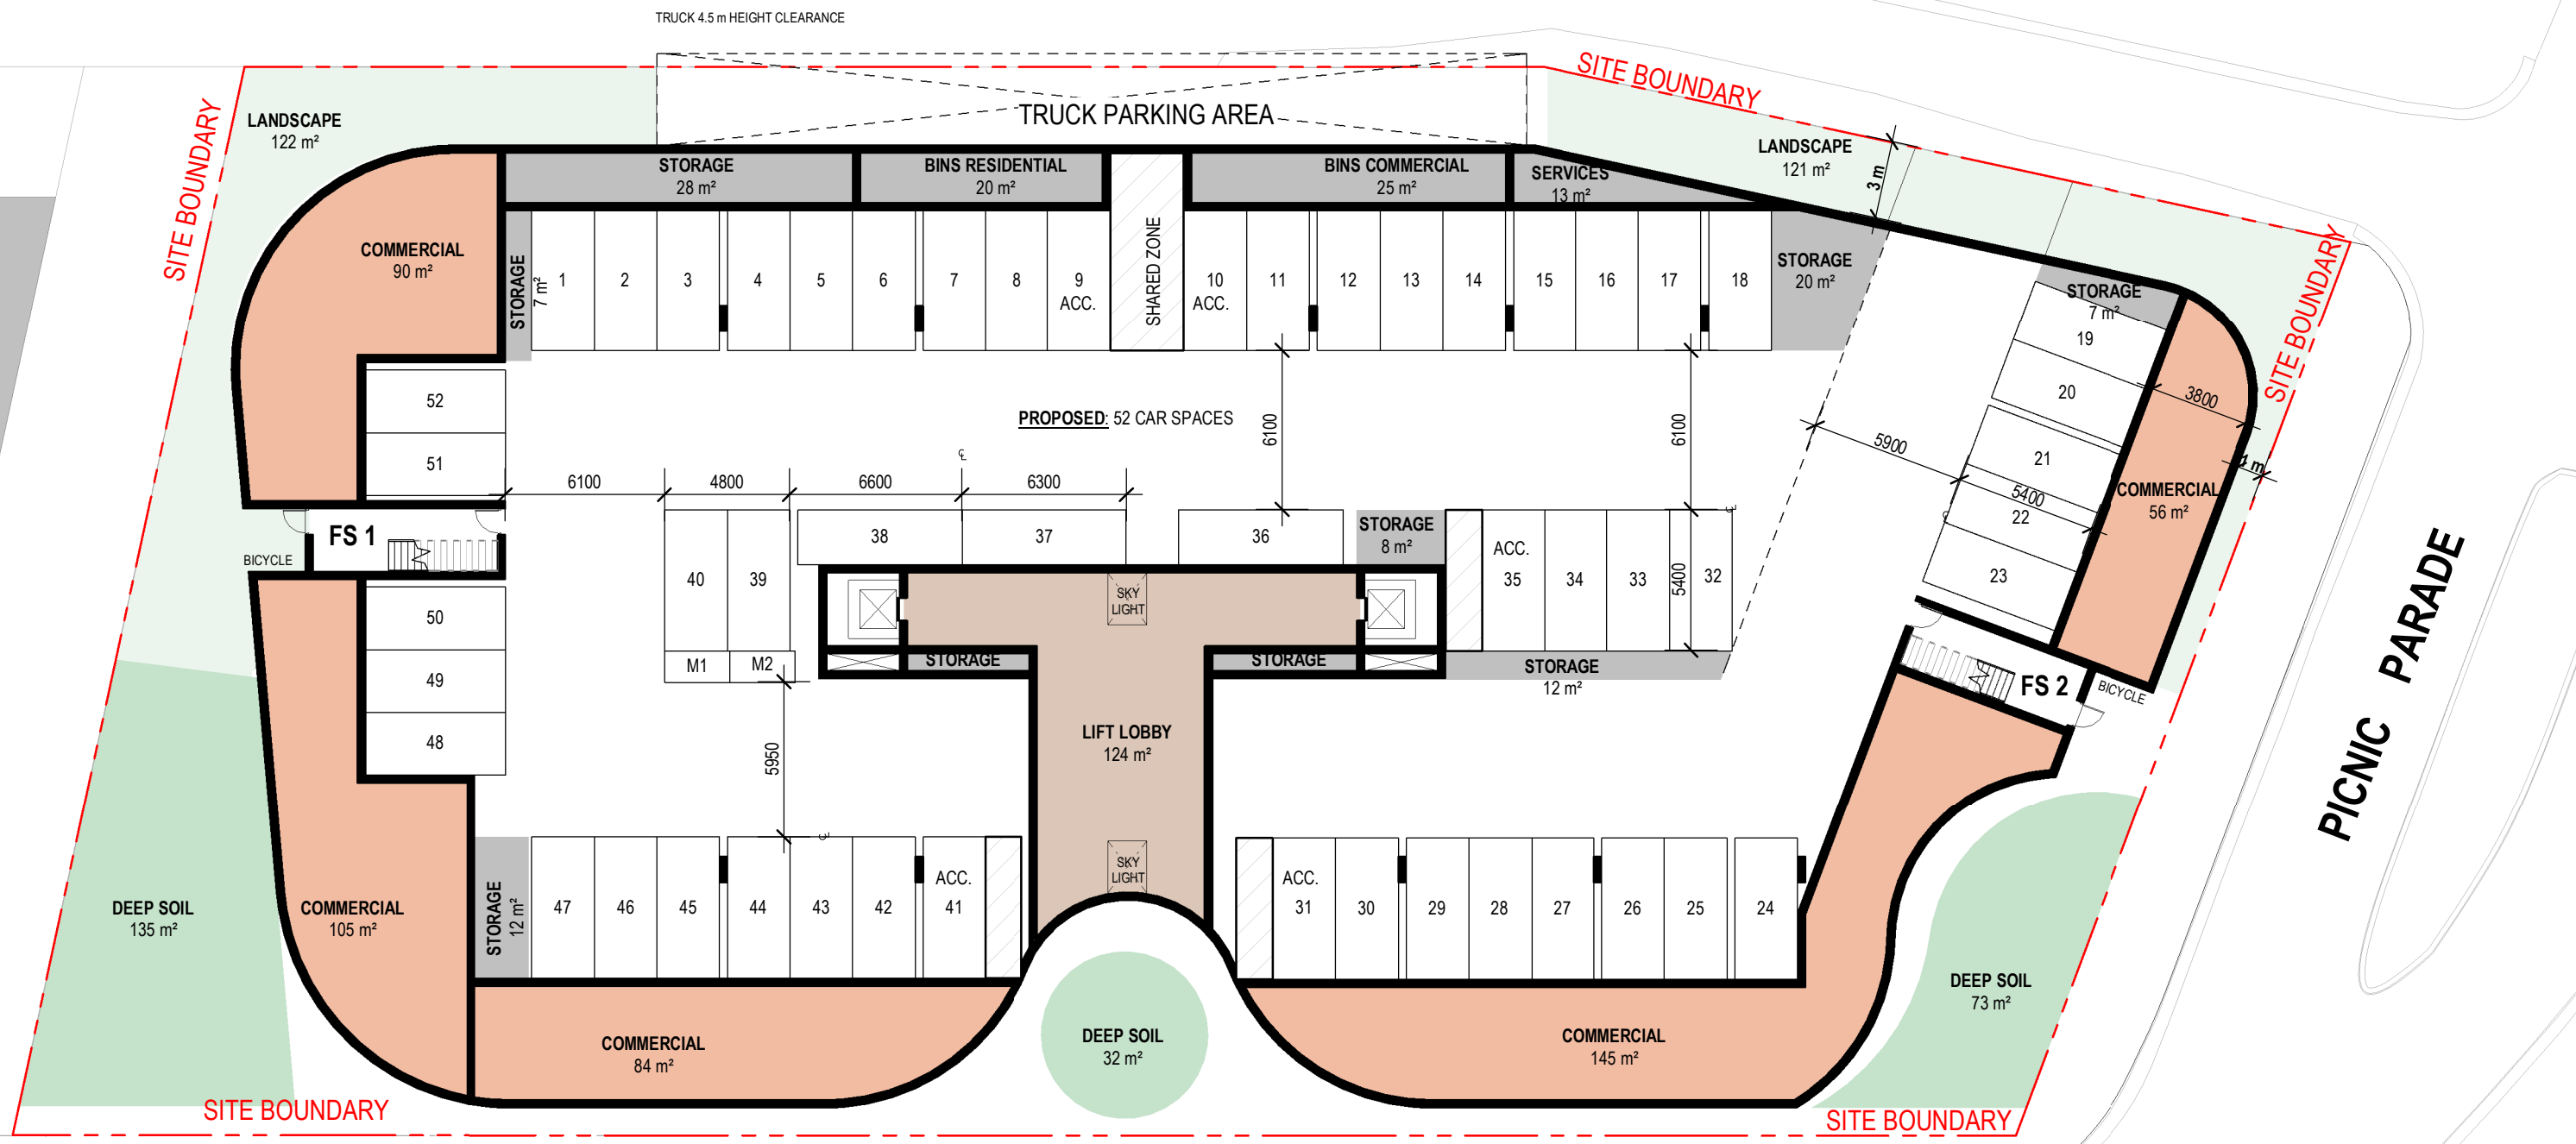 TRUCK 4.5 m HEIGHT CLEARANCE
SITE BOUNDARY
SITE BOUNDARY
SITE BOUNDARY
SITE BOUNDARY
SITE BOUNDARY
LANDSCAPE
122 m²
TRUCK PARKING AREA
LANDSCAPE
121 m²
3 m
STORAGE
28 m²
BINS RESIDENTIAL
20 m²
BINS COMMERCIAL
25 m²
SERVICES
13 m²
COMMERCIAL
90 m²
STORAGE
7 m²
1
2
3
4
5
6
7
8
9
ACC.
SHARED ZONE
10
ACC.
11
12
13
14
15
16
17
18
STORAGE
20 m²
STORAGE
7 m²
19
20
21
22
23
3800
1 m
5900
5400
COMMERCIAL
56 m²
52
51
PROPOSED: 52 CAR SPACES
6100
6100
6100
4800
6600
6300
℄
FS 1
BICYCLE
40
39
38
37
36
STORAGE
8 m²
ACC.
35
34
33
5400
32
SKY
LIGHT
M1
M2
STORAGE
STORAGE
STORAGE
12 m²
50
49
48
5950
LIFT LOBBY
124 m²
FS 2
BICYCLE
PICNIC PARADE
DEEP SOIL
135 m²
COMMERCIAL
105 m²
STORAGE
12 m²
47
46
45
44
43
42
ACC.
41
SKY
LIGHT
ACC.
31
30
29
28
27
26
25
24
DEEP SOIL
73 m²
COMMERCIAL
84 m²
DEEP SOIL
32 m²
COMMERCIAL
145 m²